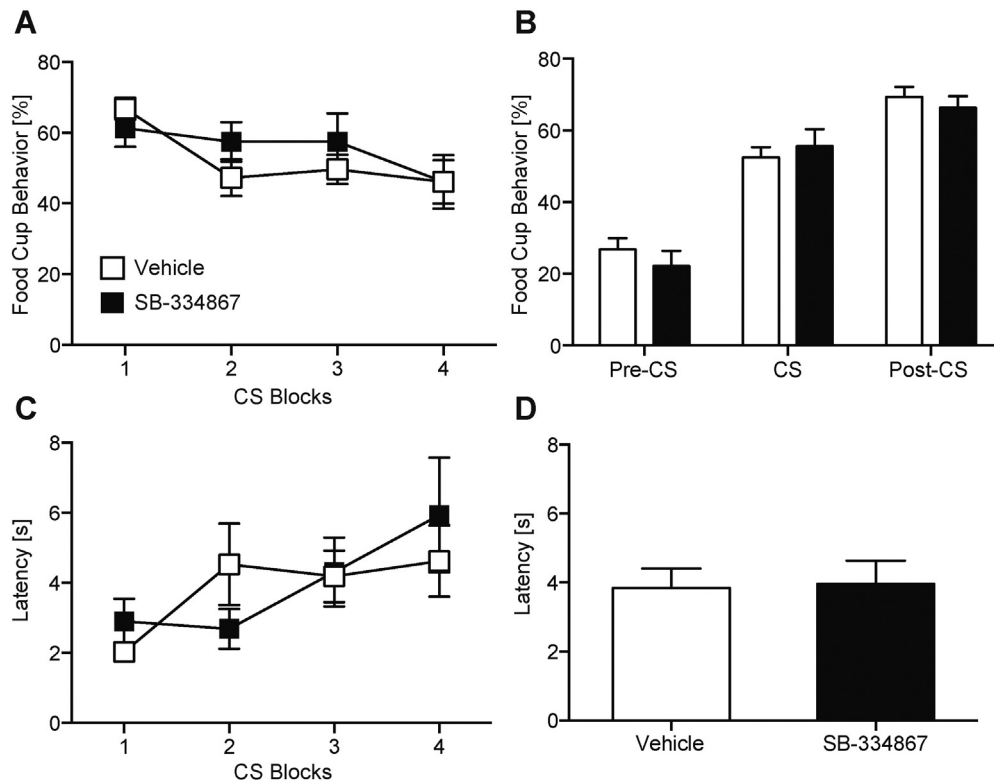 A
Food Cup Behavior [%]
80
60
40
20
0
Vehicle
SB-334867
1 2 3 4
CS Blocks
B
Food Cup Behavior [%]
80
60
40
20
0
Pre-CS CS Post-CS
C
Latency [s]
8
6
4
2
0
1 2 3 4
CS Blocks
D
Latency [s]
8
6
4
2
0
Vehicle SB-334867